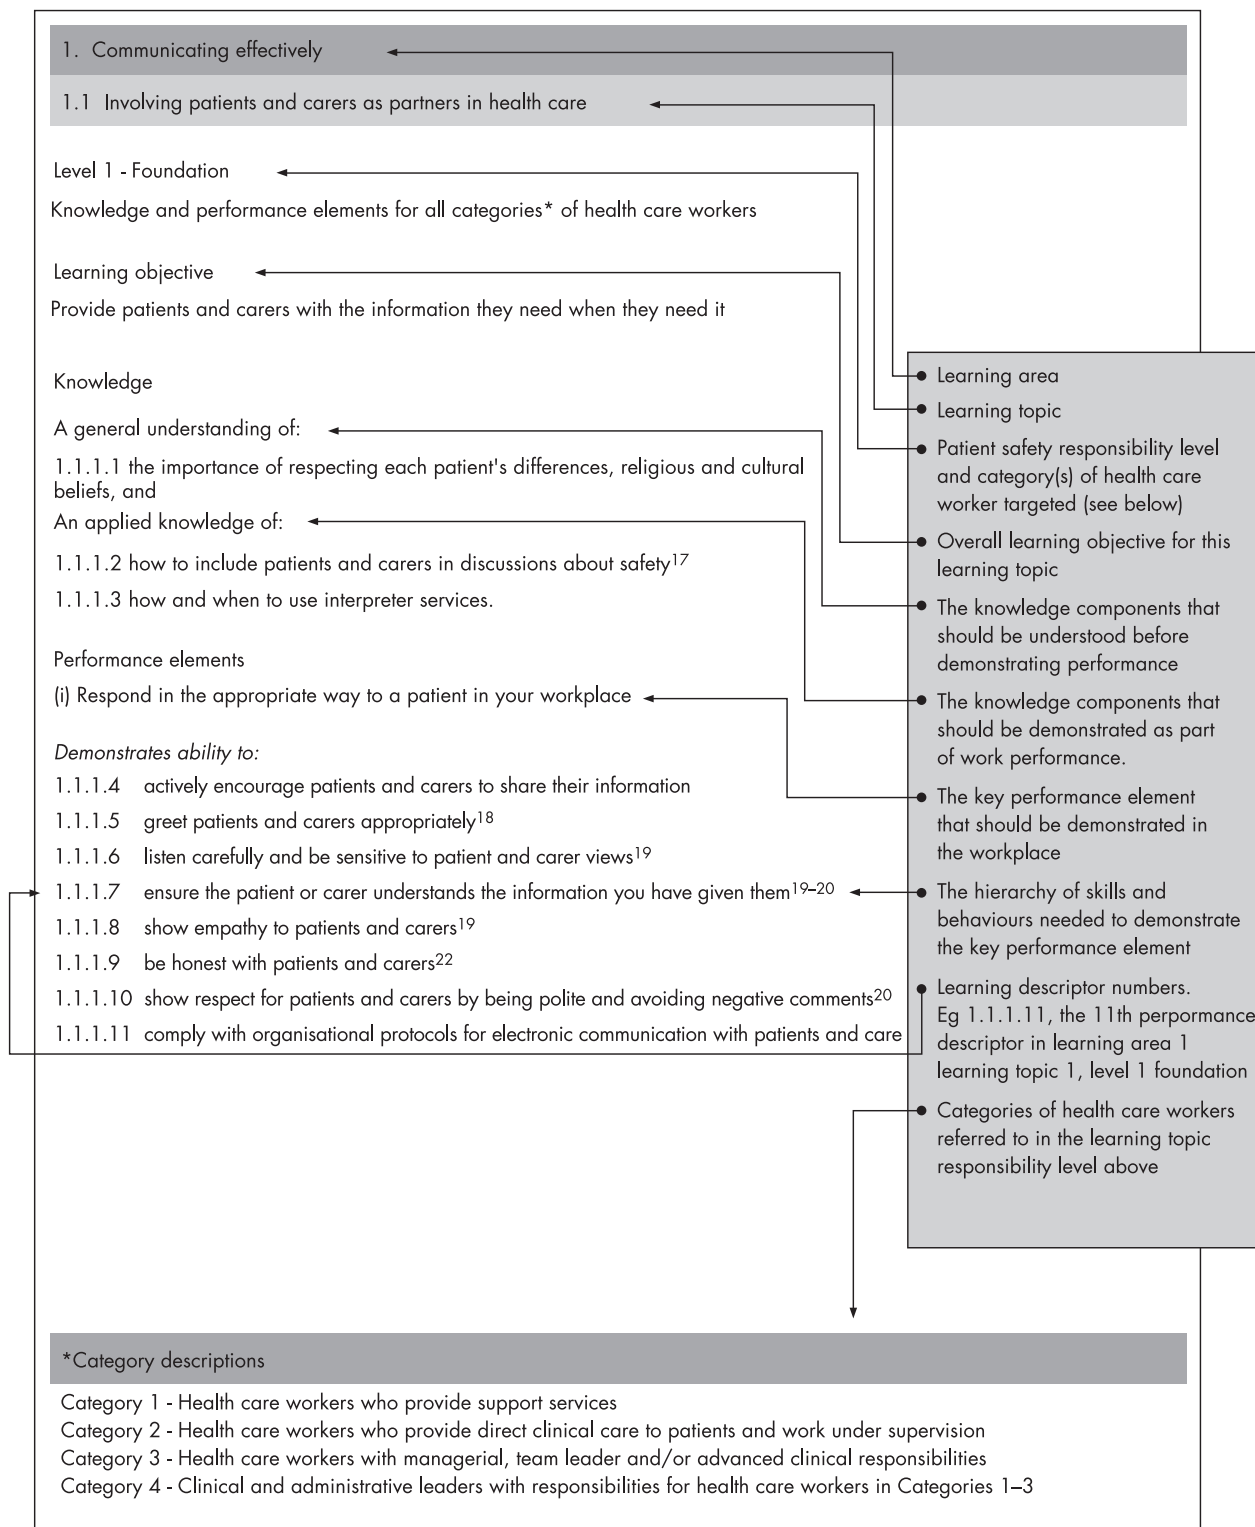 1. Communicating effectively
1.1 Involving patients and carers as partners in health care
Level 1 - Foundation
Knowledge and performance elements for all categories* of health care workers
Learning objective
Provide patients and carers with the information they need when they need it
Knowledge
A general understanding of:
1.1.1.1 the importance of respecting each patient's differences, religious and cultural
beliefs, and
An applied knowledge of:
1.1.1.2 how to include patients and carers in discussions about safety17
1.1.1.3 how and when to use interpreter services.
Performance elements
(i) Respond in the appropriate way to a patient in your workplace
Demonstrates ability to:
1.1.1.4 actively encourage patients and carers to share their information
1.1.1.5 greet patients and carers appropriately18
1.1.1.6 listen carefully and be sensitive to patient and carer views19
1.1.1.7 ensure the patient or carer understands the information you have given them19–20
1.1.1.8 show empathy to patients and carers19
1.1.1.9 be honest with patients and carers22
1.1.1.10 show respect for patients and carers by being polite and avoiding negative comments20
1.1.1.11 comply with organisational protocols for electronic communication with patients and care
Learning area
Learning topic
Patient safety responsibility level
and category(s) of health care
worker targeted (see below)
Overall learning objective for this
learning topic
The knowledge components that
should be understood before
demonstrating performance
The knowledge components that
should be demonstrated as part
of work performance.
The key performance element
that should be demonstrated in
the workplace
The hierarchy of skills and
behaviours needed to demonstrate
the key performance element
Learning descriptor numbers.
Eg 1.1.1.11, the 11th perpormance
descriptor in learning area 1
learning topic 1, level 1 foundation
Categories of health care workers
referred to in the learning topic
responsibility level above
*Category descriptions
Category 1 - Health care workers who provide support services
Category 2 - Health care workers who provide direct clinical care to patients and work under supervision
Category 3 - Health care workers with managerial, team leader and/or advanced clinical responsibilities
Category 4 - Clinical and administrative leaders with responsibilities for health care workers in Categories 1–3